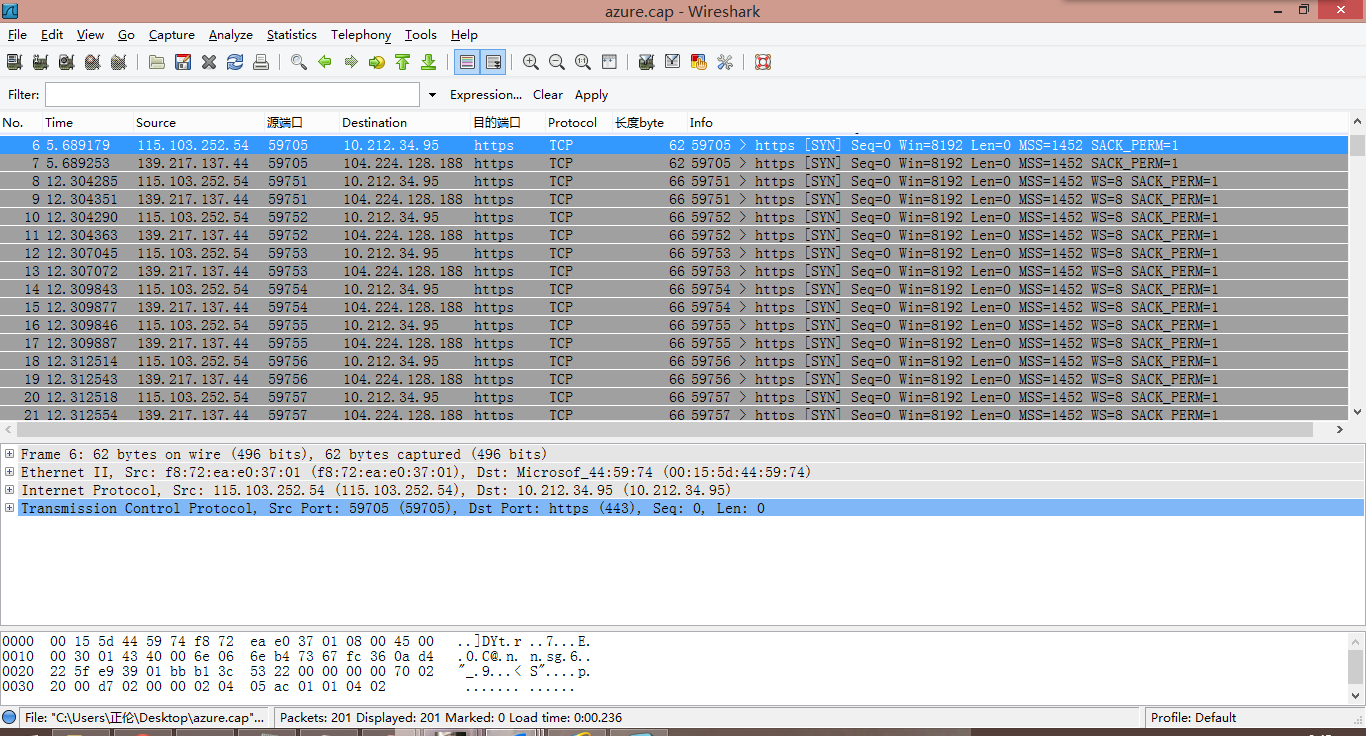 azure.cap - Wireshark
File Edit View Go Capture Analyze Statistics Telephony Tools Help
Filter: Expression... Clear Apply
No. Time Source 源端口 Destination 目的端口 Protocol 长度byte Info
6 5.689179 115.103.252.54 59705 10.212.34.95 https TCP 62 59705 > https [SYN] Seq=0 Win=8192 Len=0 MSS=1452 SACK_PERM=1
7 5.689253 139.217.137.44 59705 104.224.128.188 https TCP 62 59705 > https [SYN] Seq=0 Win=8192 Len=0 MSS=1452 SACK_PERM=1
8 12.304285 115.103.252.54 59751 10.212.34.95 https TCP 66 59751 > https [SYN] Seq=0 Win=8192 Len=0 MSS=1452 WS=8 SACK_PERM=1
9 12.304351 139.217.137.44 59751 104.224.128.188 https TCP 66 59751 > https [SYN] Seq=0 Win=8192 Len=0 MSS=1452 WS=8 SACK_PERM=1
10 12.304290 115.103.252.54 59752 10.212.34.95 https TCP 66 59752 > https [SYN] Seq=0 Win=8192 Len=0 MSS=1452 WS=8 SACK_PERM=1
11 12.304363 139.217.137.44 59752 104.224.128.188 https TCP 66 59752 > https [SYN] Seq=0 Win=8192 Len=0 MSS=1452 WS=8 SACK_PERM=1
12 12.307045 115.103.252.54 59753 10.212.34.95 https TCP 66 59753 > https [SYN] Seq=0 Win=8192 Len=0 MSS=1452 WS=8 SACK_PERM=1
13 12.307072 139.217.137.44 59753 104.224.128.188 https TCP 66 59753 > https [SYN] Seq=0 Win=8192 Len=0 MSS=1452 WS=8 SACK_PERM=1
14 12.309843 115.103.252.54 59754 10.212.34.95 https TCP 66 59754 > https [SYN] Seq=0 Win=8192 Len=0 MSS=1452 WS=8 SACK_PERM=1
15 12.309877 139.217.137.44 59754 104.224.128.188 https TCP 66 59754 > https [SYN] Seq=0 Win=8192 Len=0 MSS=1452 WS=8 SACK_PERM=1
16 12.309846 115.103.252.54 59755 10.212.34.95 https TCP 66 59755 > https [SYN] Seq=0 Win=8192 Len=0 MSS=1452 WS=8 SACK_PERM=1
17 12.309887 139.217.137.44 59755 104.224.128.188 https TCP 66 59755 > https [SYN] Seq=0 Win=8192 Len=0 MSS=1452 WS=8 SACK_PERM=1
18 12.312514 115.103.252.54 59756 10.212.34.95 https TCP 66 59756 > https [SYN] Seq=0 Win=8192 Len=0 MSS=1452 WS=8 SACK_PERM=1
19 12.312543 139.217.137.44 59756 104.224.128.188 https TCP 66 59756 > https [SYN] Seq=0 Win=8192 Len=0 MSS=1452 WS=8 SACK_PERM=1
20 12.312518 115.103.252.54 59757 10.212.34.95 https TCP 66 59757 > https [SYN] Seq=0 Win=8192 Len=0 MSS=1452 WS=8 SACK_PERM=1
21 12.312554 139.217.137.44 59757 104.224.128.188 https TCP 66 59757 > https [SYN] Seq=0 Win=8192 Len=0 MSS=1452 WS=8 SACK_PERM=1
Frame 6: 62 bytes on wire (496 bits), 62 bytes captured (496 bits)
Ethernet II, Src: f8:72:ea:e0:37:01 (f8:72:ea:e0:37:01), Dst: Microsof_44:59:74 (00:15:5d:44:59:74)
Internet Protocol, Src: 115.103.252.54 (115.103.252.54), Dst: 10.212.34.95 (10.212.34.95)
Transmission Control Protocol, Src Port: 59705 (59705), Dst Port: https (443), Seq: 0, Len: 0
0000 00 15 5d 44 59 74 f8 72 ea e0 37 01 08 00 45 00 ..]DYt.r ..7...E.
0010 00 30 01 43 40 00 6e 06 6e b4 73 67 fc 36 0a d4 .0.C@.n. n.sg.6..
0020 22 5f e9 39 01 bb b1 3c 53 22 00 00 00 00 70 02 "_.9...< S"....p.
0030 20 00 d7 02 00 00 02 04 05 ac 01 01 04 02 ....... ......
File: "C:\Users\正伦\Desktop\azure.cap"... Packets: 201 Displayed: 201 Marked: 0 Load time: 0:00.236 Profile: Default